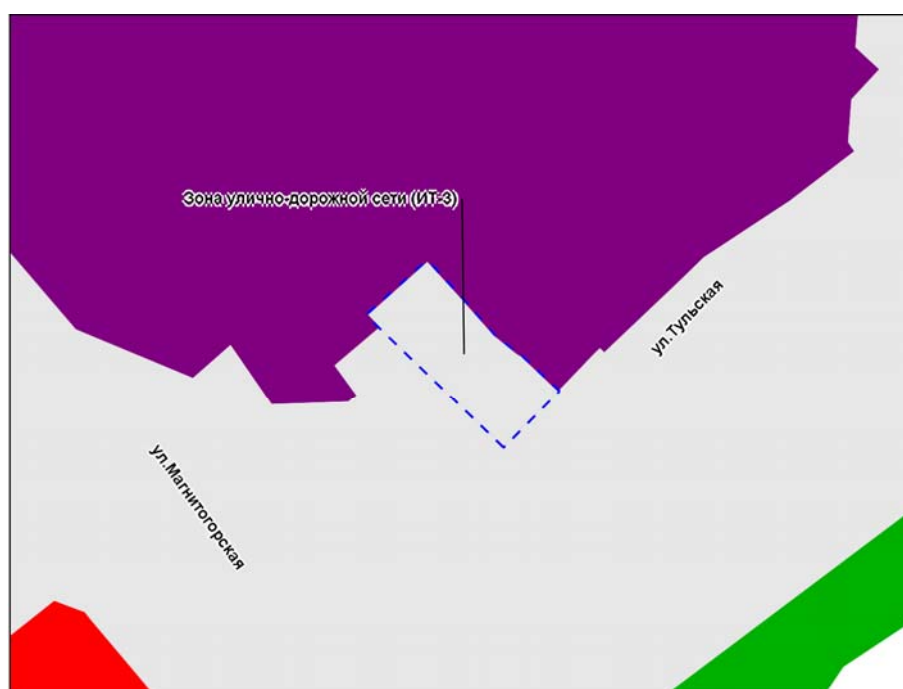 Зона улично-дорожной сети (ИТ-3)
ул.Тульская
ул.Магнитогорская